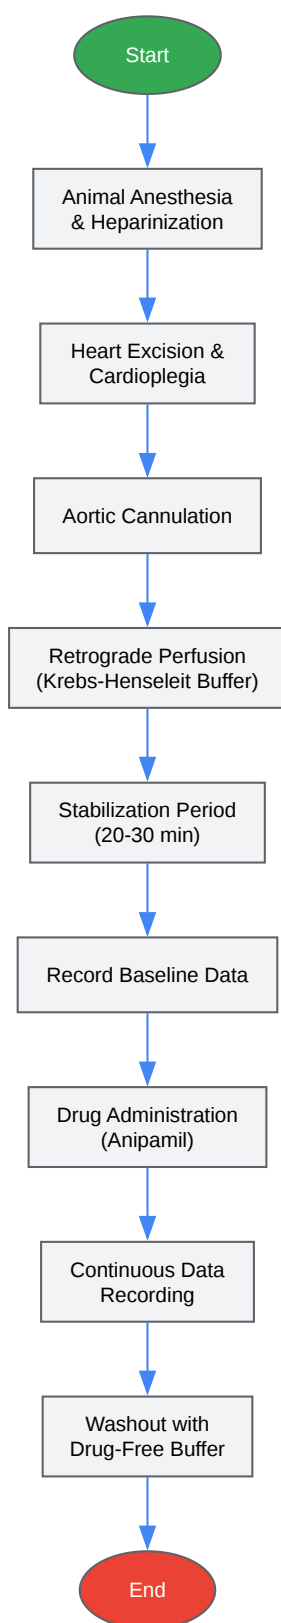 Start
Animal Anesthesia
& Heparinization
Heart Excision &
Cardioplegia
Aortic Cannulation
Retrograde Perfusion
(Krebs-Henseleit Buffer)
Stabilization Period
(20-30 min)
Record Baseline Data
Drug Administration
(Anipamil)
Continuous Data
Recording
Washout with
Drug-Free Buffer
End